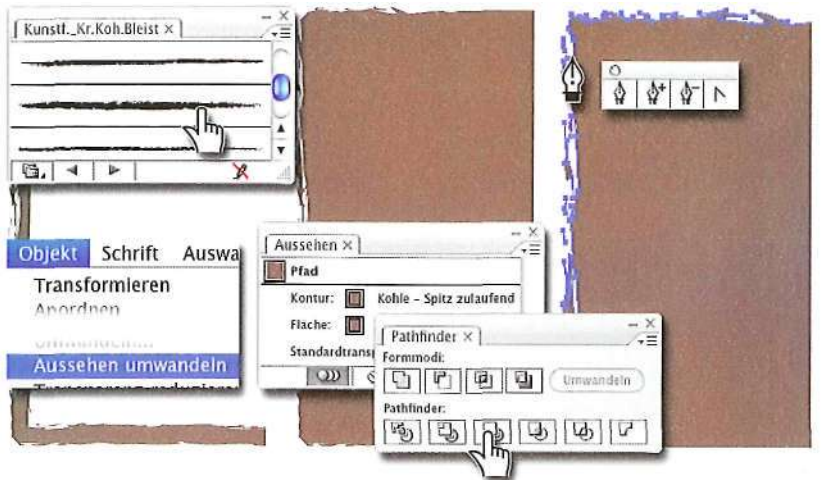 Kunstf._Kr.Koh.Bleist ×
Objekt Schrift Auswa
Transformieren
Anordnen
Aussehen umwandeln
Aussehen ×
Pfad
Kontur: Kohle – Spitz zulaufend
Fläche:
Standardtransp
Pathfinder ×
Formmodi:
Umwandeln
Pathfinder: